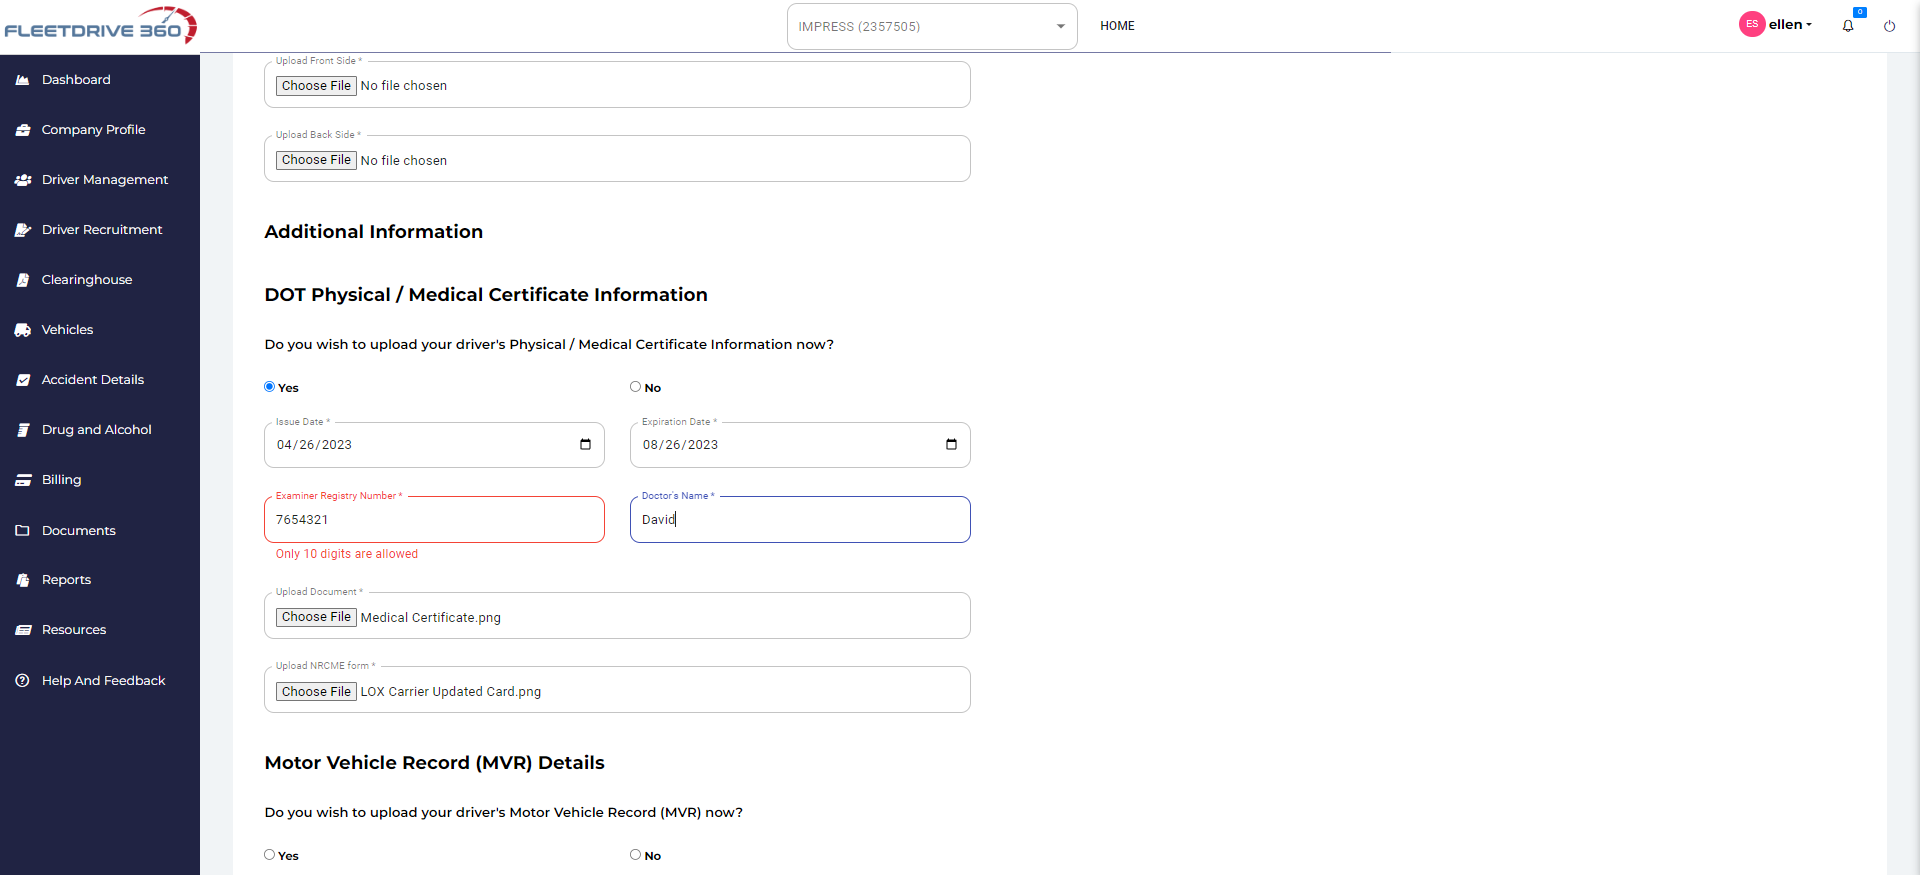 FLEETDRIVE 360
IMPRESS (2357505)
HOME
ES
ellen
0
Dashboard
Company Profile
Driver Management
Driver Recruitment
Clearinghouse
Vehicles
Accident Details
Drug and Alcohol
Billing
Documents
Reports
Resources
Help And Feedback
Upload Front Side *
Choose File No file chosen
Upload Back Side *
Choose File No file chosen
Additional Information
DOT Physical / Medical Certificate Information
Do you wish to upload your driver's Physical / Medical Certificate Information now?
Yes
No
Issue Date *
04/26/2023
Expiration Date *
08/26/2023
Examiner Registry Number *
7654321
Only 10 digits are allowed
Doctor's Name *
David
Upload Document *
Choose File Medical Certificate.png
Upload NRCME form *
Choose File LOX Carrier Updated Card.png
Motor Vehicle Record (MVR) Details
Do you wish to upload your driver's Motor Vehicle Record (MVR) now?
Yes
No